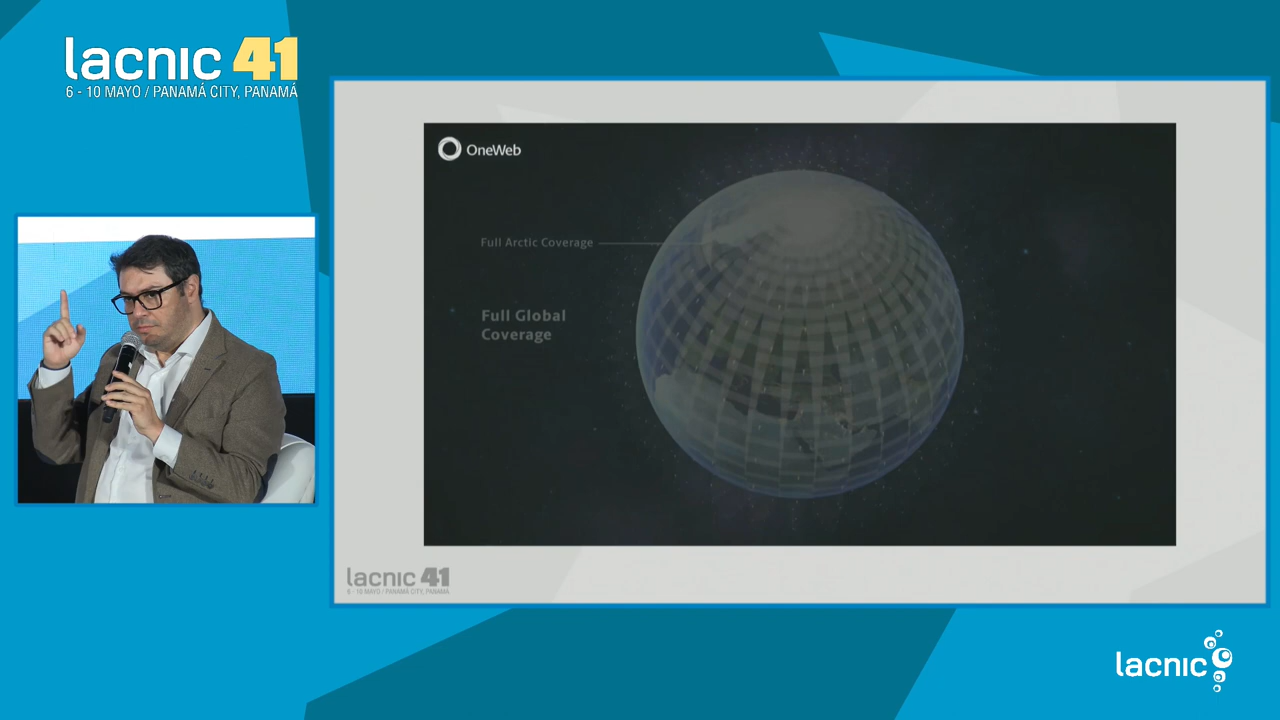 lacnic 41
6 - 10 MAYO / PANAMÁ CITY, PANAMÁ
OneWeb
Full Arctic Coverage
Full Global
Coverage
lacnic 41
6 - 10 MAYO / PANAMÁ CITY, PANAMÁ
lacnic